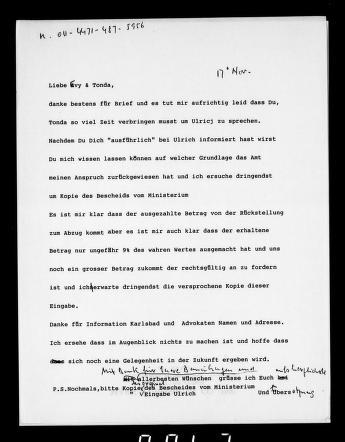 n. 011-4471-487-5956
17th Nov.
Liebe Evy & Tonda,
danke bestens für Brief und es tut mir aufrichtig leid dass Du,
Tonda so viel Zeit verbringen musst um Ulricj zu sprechen.
Nachdem Du Dich "ausführlich" bei Ulrich informiert hast wirst
Du mich wissen lassen können auf welcher Grundlage das Amt
meinen Anspruch zurückgewiesen hat und ich ersuche dringendst
um Kopie des Bescheids vom Ministerium
Es ist mir klar dass der ausgezahlte Betrag von der Rückstellung
zum Abzug kommt aber es ist mir auch klar dass der erhaltene
Betrag nur ungefähr 9% des wahren Wertes ausgemacht hat und uns
noch ein grosser Betrag zukommt der rechtsgültig an zu fordern
ist und ich erwarte dringendst die versprochene Kopie dieser
Eingabe.
Danke für Information Karlsbad und Advokaten Namen und Adresse.
Ich ersehe dass im Augenblick nichts zu machen ist und hoffe dass
sich noch eine Gelegenheit in der Zukunft ergeben wird.
Mit Dank für Eure Bemühungen und
allerbesten Wünschen grüsse ich Euch
P.S.Nochmals,bitte Kopie des Bescheides vom Ministerium
" Eingabe Ulrich Und Übersetzung